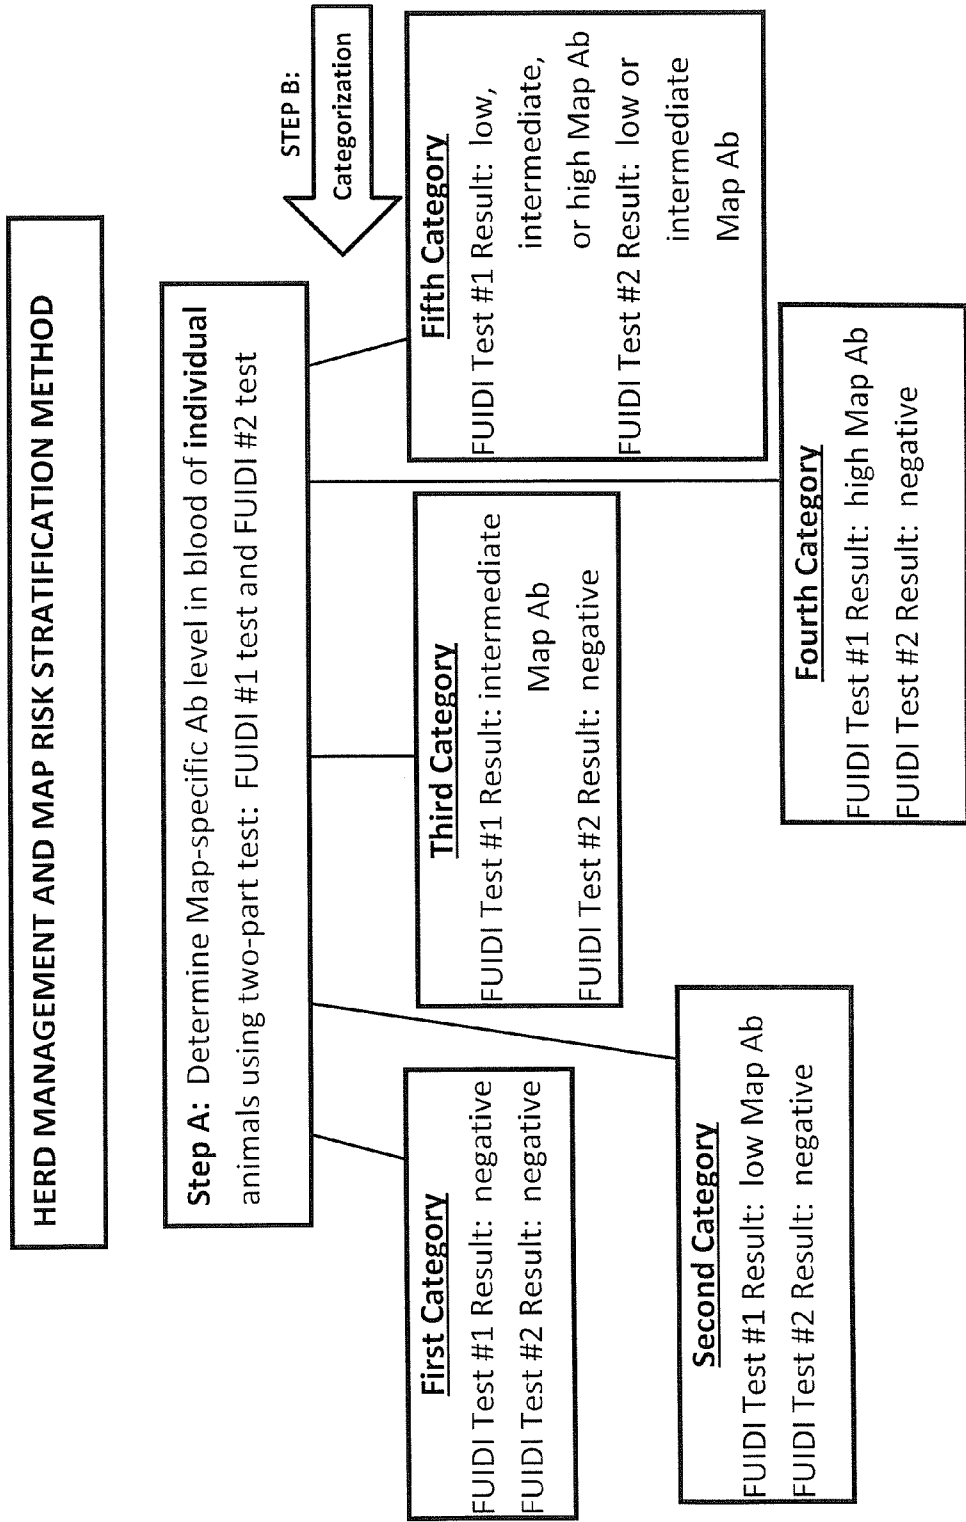 HERD MANAGEMENT AND MAP RISK STRATIFICATION METHOD
Step A: Determine Map-specific Ab level in blood of individual
animals using two-part test: FUIDI #1 test and FUIDI #2 test
STEP B:
Categorization
First Category
FUIDI Test #1 Result: negative
FUIDI Test #2 Result: negative
Second Category
FUIDI Test #1 Result: low Map Ab
FUIDI Test #2 Result: negative
Third Category
FUIDI Test #1 Result: intermediate
Map Ab
FUIDI Test #2 Result: negative
Fourth Category
FUIDI Test #1 Result: high Map Ab
FUIDI Test #2 Result: negative
Fifth Category
FUIDI Test #1 Result: low,
intermediate,
or high Map Ab
FUIDI Test #2 Result: low or
intermediate
Map Ab